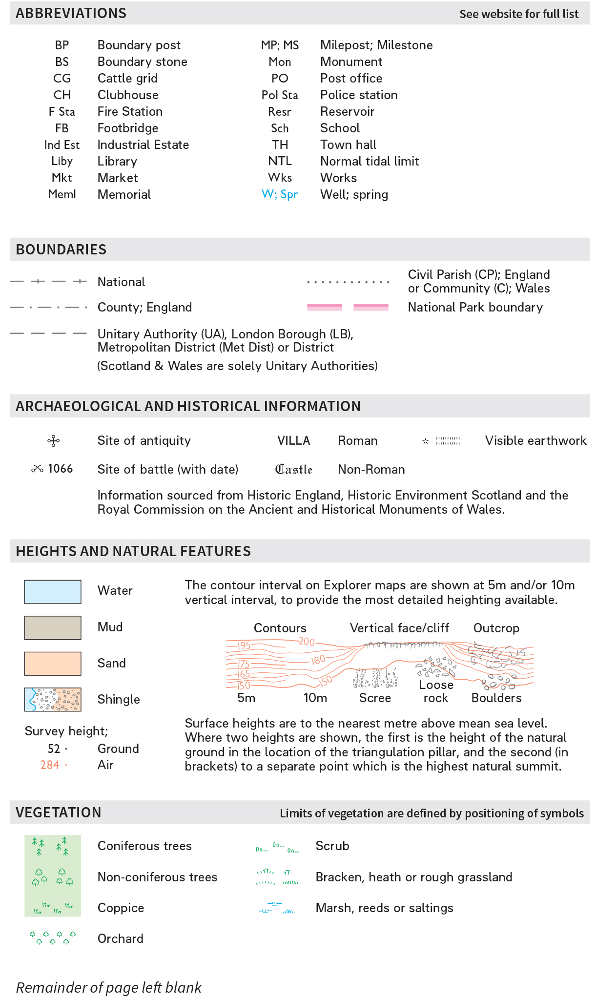 ABBREVIATIONS See website for full list
BP Boundary post MP; MS Milepost; Milestone
BS Boundary stone Mon Monument
CG Cattle grid PO Post office
CH Clubhouse Pol Sta Police station
F Sta Fire Station Resr Reservoir
FB Footbridge Sch School
Ind Est Industrial Estate TH Town hall
Liby Library NTL Normal tidal limit
Mkt Market Wks Works
Meml Memorial W; Spr Well; spring
BOUNDARIES
National Civil Parish (CP); England
or Community (C); Wales
County; England National Park boundary
Unitary Authority (UA), London Borough (LB),
Metropolitan District (Met Dist) or District
(Scotland & Wales are solely Unitary Authorities)
ARCHAEOLOGICAL AND HISTORICAL INFORMATION
Site of antiquity VILLA Roman Visible earthwork
1066 Site of battle (with date) Castle Non-Roman
Information sourced from Historic England, Historic Environment Scotland and the
Royal Commission on the Ancient and Historical Monuments of Wales.
HEIGHTS AND NATURAL FEATURES
Water
Mud
Sand
Shingle
Survey height;
52 · Ground
284 · Air
The contour interval on Explorer maps are shown at 5m and/or 10m
vertical interval, to provide the most detailed heighting available.
Contours Vertical face/cliff Outcrop
195 200
175 180
165
150 150
Loose
5m 10m Scree rock Boulders
Surface heights are to the nearest metre above mean sea level.
Where two heights are shown, the first is the height of the natural
ground in the location of the triangulation pillar, and the second (in
brackets) to a separate point which is the highest natural summit.
VEGETATION Limits of vegetation are defined by positioning of symbols
Coniferous trees Scrub
Non-coniferous trees Bracken, heath or rough grassland
Coppice Marsh, reeds or saltings
Orchard
Remainder of page left blank